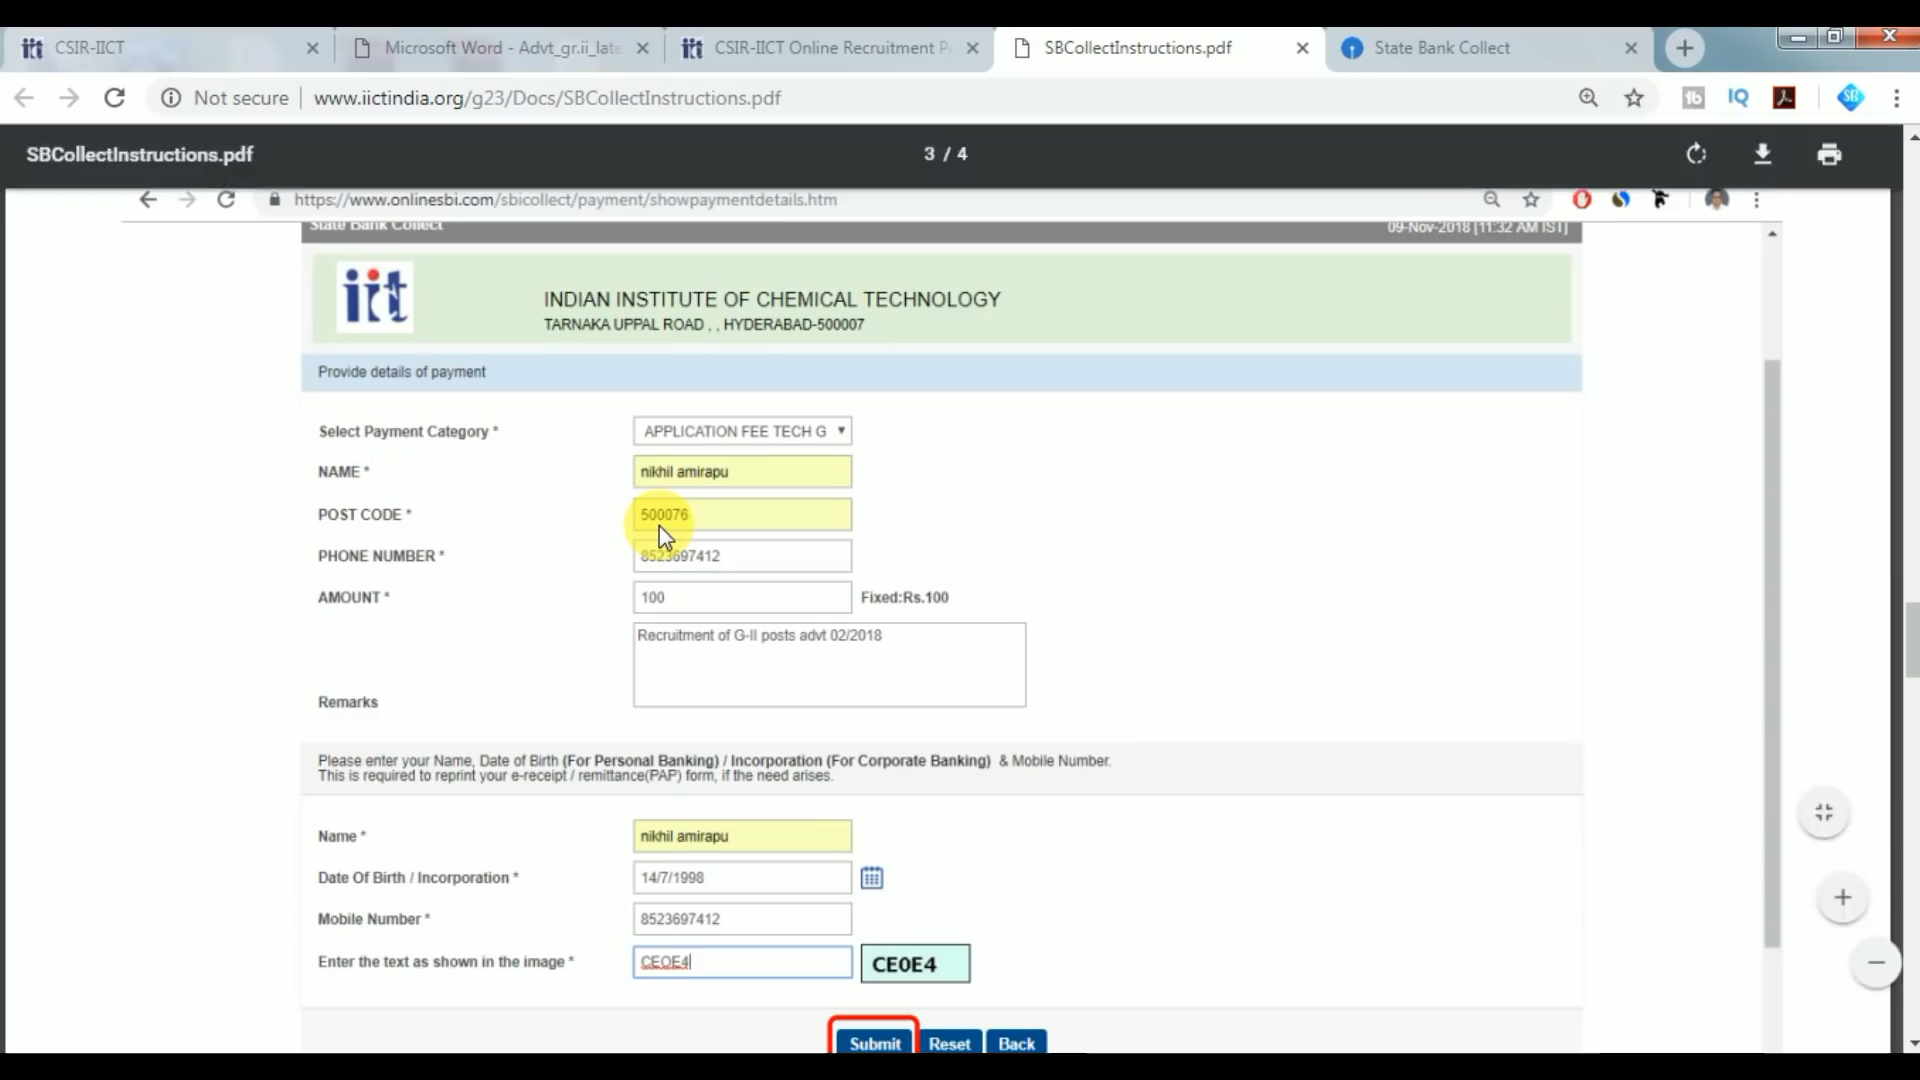 CSIR-IICT
Microsoft Word - Advt_gr.ii_late
CSIR-IICT Online Recruitment P
SBCollectInstructions.pdf
State Bank Collect
Not secure | www.iictindia.org/g23/Docs/SBCollectInstructions.pdf
SBCollectInstructions.pdf
3 / 4
https://www.onlinesbi.com/sbicollect/payment/showpaymentdetails.htm
State Bank Collect
09-Nov-2018 [11:32 AM IST]
iict
INDIAN INSTITUTE OF CHEMICAL TECHNOLOGY
TARNAKA UPPAL ROAD , , HYDERABAD-500007
Provide details of payment
Select Payment Category *
APPLICATION FEE TECH G
NAME *
nikhil amirapu
POST CODE *
500076
PHONE NUMBER *
8523697412
AMOUNT *
100
Fixed:Rs.100
Recruitment of G-II posts advt 02/2018
Remarks
Please enter your Name, Date of Birth (For Personal Banking) / Incorporation (For Corporate Banking) & Mobile Number.
This is required to reprint your e-receipt / remittance(PAP) form, if the need arises.
Name *
nikhil amirapu
Date Of Birth / Incorporation *
14/7/1998
Mobile Number *
8523697412
Enter the text as shown in the image *
CEOE4
CE0E4
Submit
Reset
Back